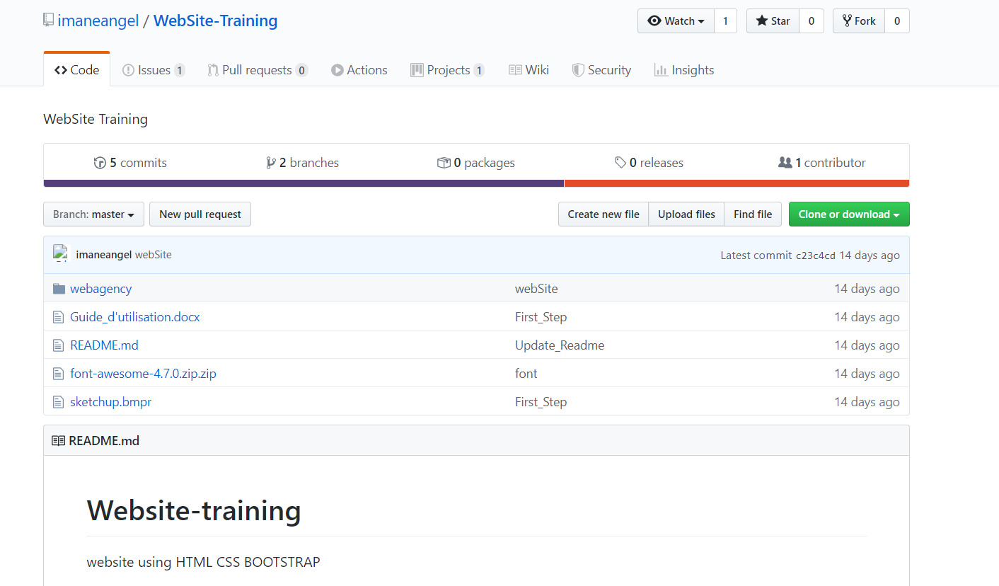 imaneangel / WebSite-Training Watch 1 Star 0 Fork 0
Code Issues 1 Pull requests 0 Actions Projects 1 Wiki Security Insights
WebSite Training
5 commits 2 branches 0 packages 0 releases 1 contributor
Branch: master New pull request Create new file Upload files Find file Clone or download
imaneangel webSite Latest commit c23c4cd 14 days ago
webagency webSite 14 days ago
Guide_d'utilisation.docx First_Step 14 days ago
README.md Update_Readme 14 days ago
font-awesome-4.7.0.zip.zip font 14 days ago
sketchup.bmpr First_Step 14 days ago
README.md
Website-training
website using HTML CSS BOOTSTRAP